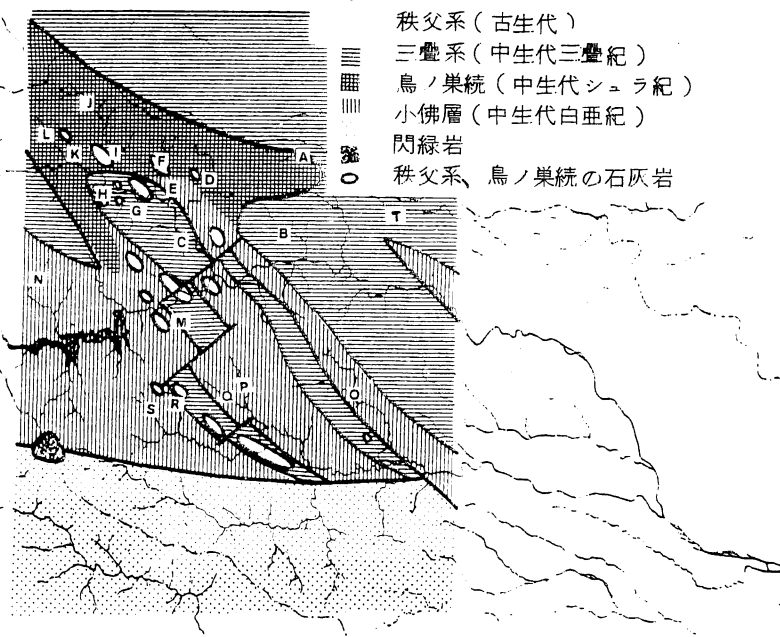 秩父系(古生代)
三疊系(中生代三疊紀)
鳥ノ巣統(中生代シュラ紀)
小佛層(中生代白亜紀)
閃緑岩
秩父系、鳥ノ巣統の石灰岩
J
L
K
I
F
A
D
E
H
G
T
C
B
N
M
P
Q
O
S
R